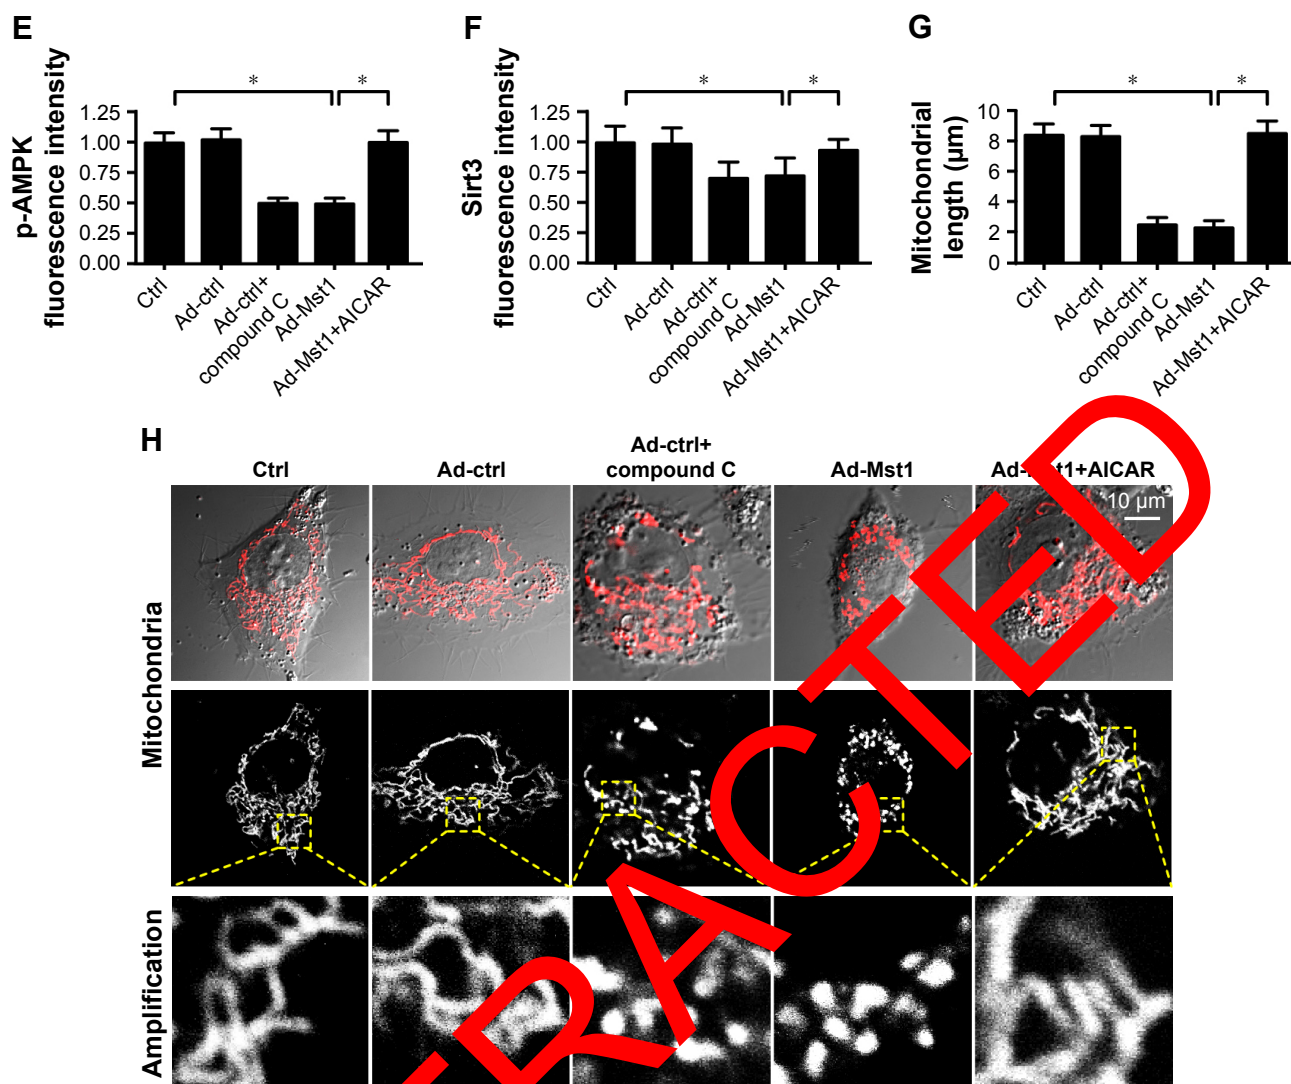 E
p-AMPK
fluorescence intensity
1.25
1.00
0.75
0.50
0.25
0.00
*
*
Ctrl
Ad-ctrl
Ad-ctrl+
compound C
Ad-Mst1
Ad-Mst1+AICAR
F
Sirt3
fluorescence intensity
1.25
1.00
0.75
0.50
0.25
0.00
*
*
Ctrl
Ad-ctrl
Ad-ctrl+
compound C
Ad-Mst1
Ad-Mst1+AICAR
G
Mitochondrial
length (µm)
10
8
6
4
2
0
*
*
Ctrl
Ad-ctrl
Ad-ctrl+
compound C
Ad-Mst1
Ad-Mst1+AICAR
H
Ctrl
Ad-ctrl
Ad-ctrl+
compound C
Ad-Mst1
Ad-Mst1+AICAR
10 µm
Mitochondria
Amplification
TRACTED